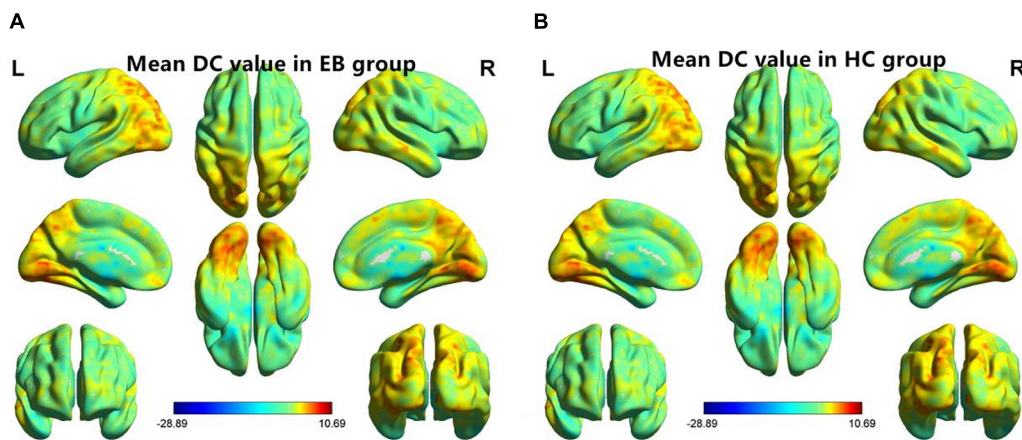 A
Mean DC value in EB group
L
R
-28.89
10.69
B
Mean DC value in HC group
L
R
-28.89
10.69